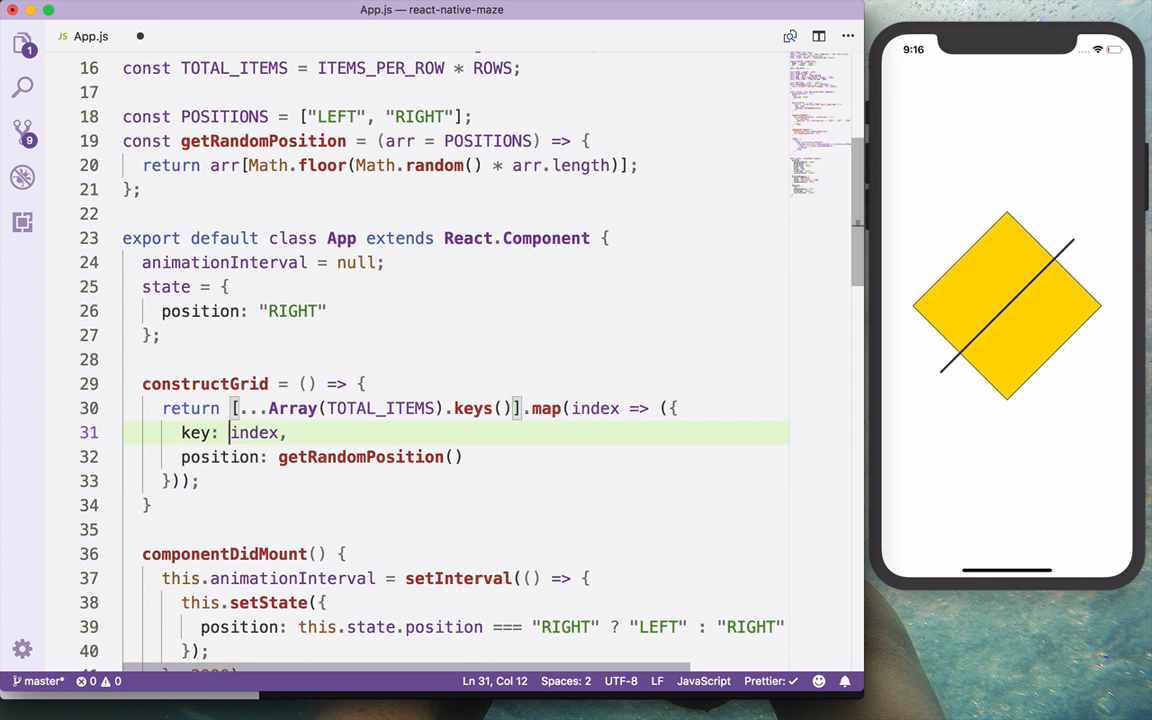 App.js — react-native-maze
JS App.js
9:16
16 const TOTAL_ITEMS = ITEMS_PER_ROW * ROWS;
17
18 const POSITIONS = ["LEFT", "RIGHT"];
19 const getRandomPosition = (arr = POSITIONS) => {
20 return arr[Math.floor(Math.random() * arr.length)];
21 };
22
23 export default class App extends React.Component {
24 animationInterval = null;
25 state = {
26 position: "RIGHT"
27 };
28
29 constructGrid = () => {
30 return [...Array(TOTAL_ITEMS).keys()].map(index => ({
31 key: index,
32 position: getRandomPosition()
33 }));
34 }
35
36 componentDidMount() {
37 this.animationInterval = setInterval(() => {
38 this.setState({
39 position: this.state.position === "RIGHT" ? "LEFT" : "RIGHT"
40 });
1
9
master* 0 0 Ln 31, Col 12 Spaces: 2 UTF-8 LF JavaScript Prettier: ✓